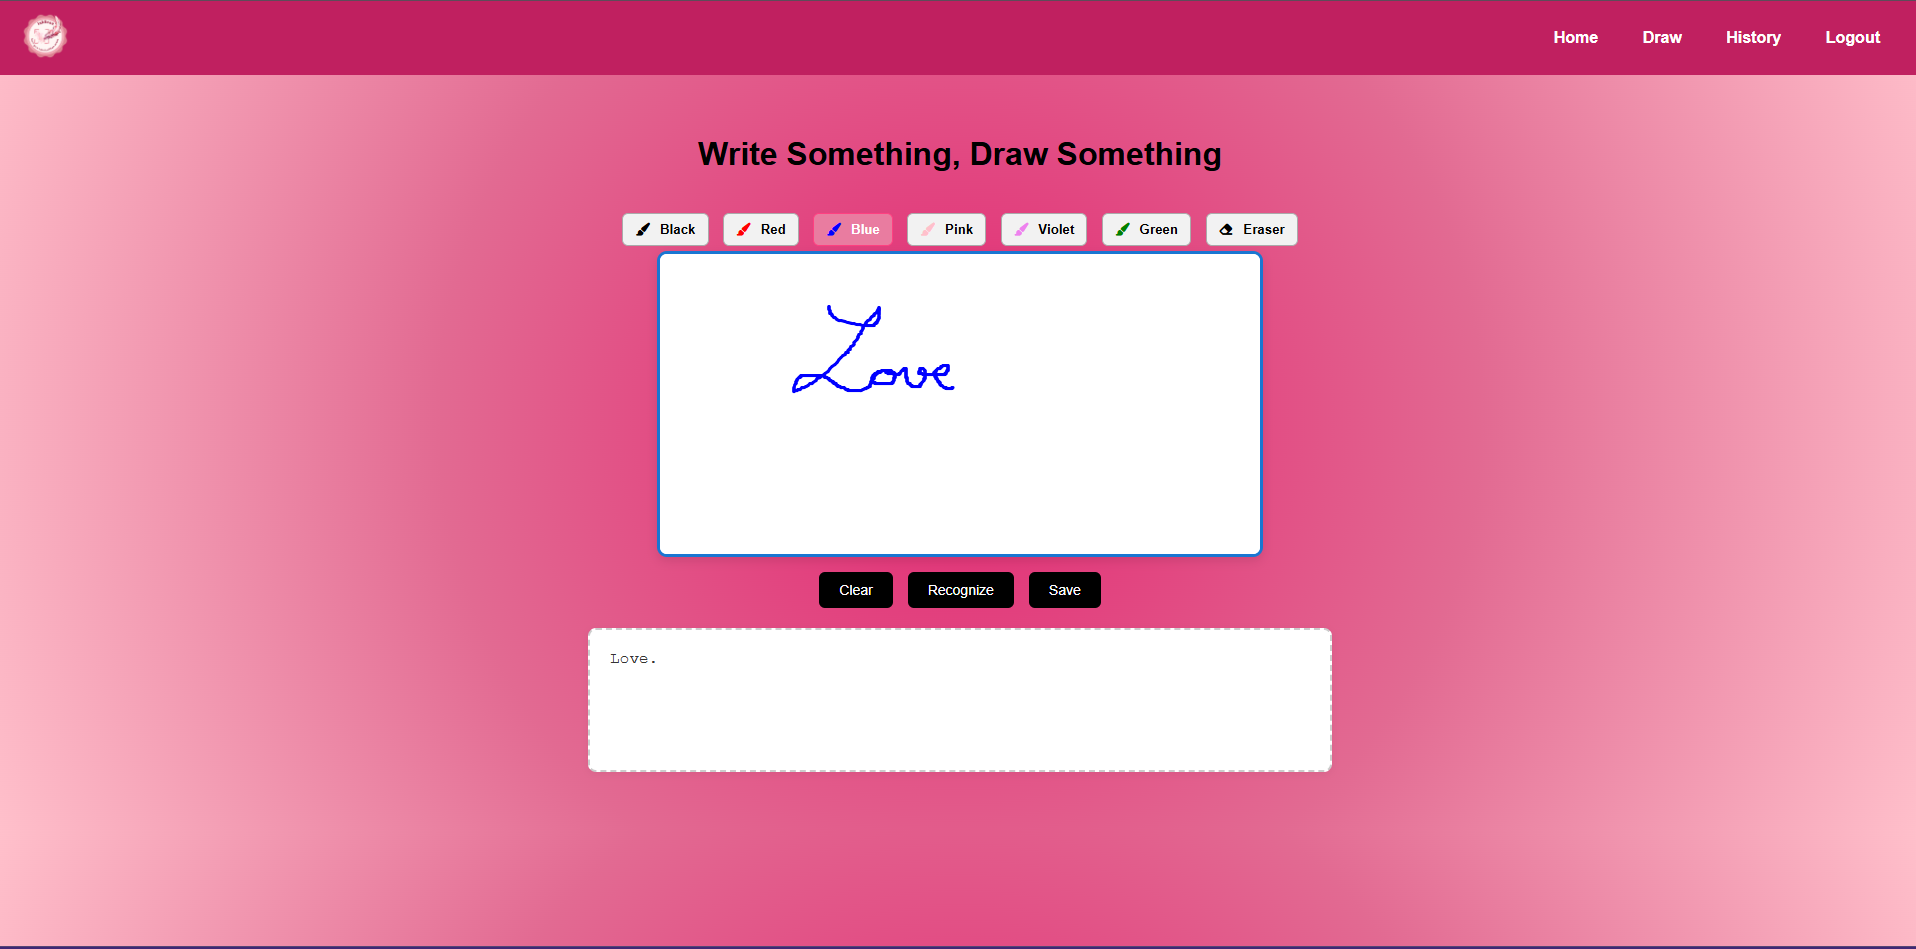 Home Draw History Logout
Write Something, Draw Something
Black Red Blue Pink Violet Green Eraser
Love
Clear Recognize Save
Love.